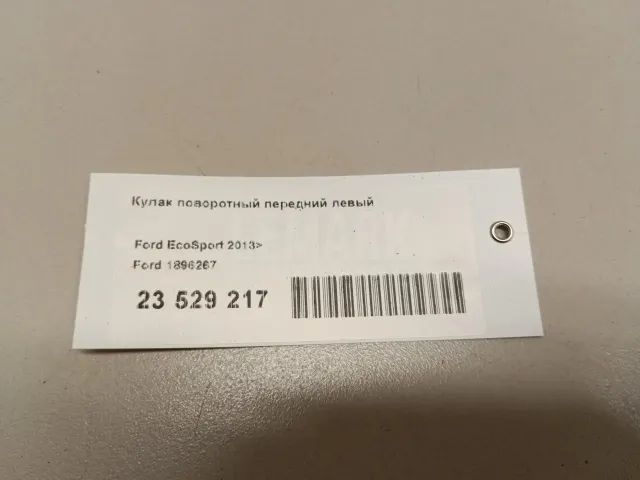 Кулак поворотный передний левый
Ford EcoSport 2013>
Ford 1896267
23 529 217